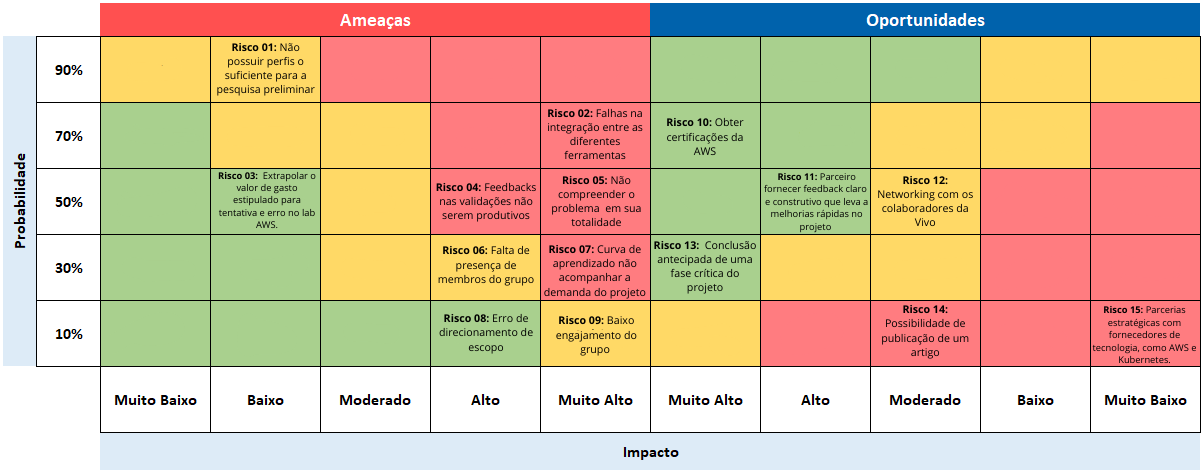 Ameaças
Oportunidades
Probabilidade
90%
Risco 01: Não
possuir perfis o
suficiente para a
pesquisa preliminar
70%
Risco 02: Falhas na
integração entre as
diferentes
ferramentas
Risco 10: Obter
certificações da
AWS
50%
Risco 03: Extrapolar o
valor de gasto
estipulado para
tentativa e erro no lab
AWS.
Risco 04: Feedbacks
nas validações não
serem produtivos
Risco 05: Não
compreender o
problema em sua
totalidade
Risco 11: Parceiro
fornecer feedback claro
e construtivo que leva a
melhorias rápidas no
projeto
Risco 12:
Networking com os
colaboradores da
Vivo
30%
Risco 06: Falta de
presença de
membros do grupo
Risco 07: Curva de
aprendizado não
acompanhar a
demanda do projeto
Risco 13: Conclusão
antecipada de uma
fase crítica do
projeto
10%
Risco 08: Erro de
direcionamento de
escopo
Risco 09: Baixo
engajamento do
grupo
Risco 14:
Possibilidade de
publicação de um
artigo
Risco 15: Parcerias
estratégicas com
fornecedores de
tecnologia, como AWS e
Kubernetes.
Muito Baixo
Baixo
Moderado
Alto
Muito Alto
Muito Alto
Alto
Moderado
Baixo
Muito Baixo
Impacto